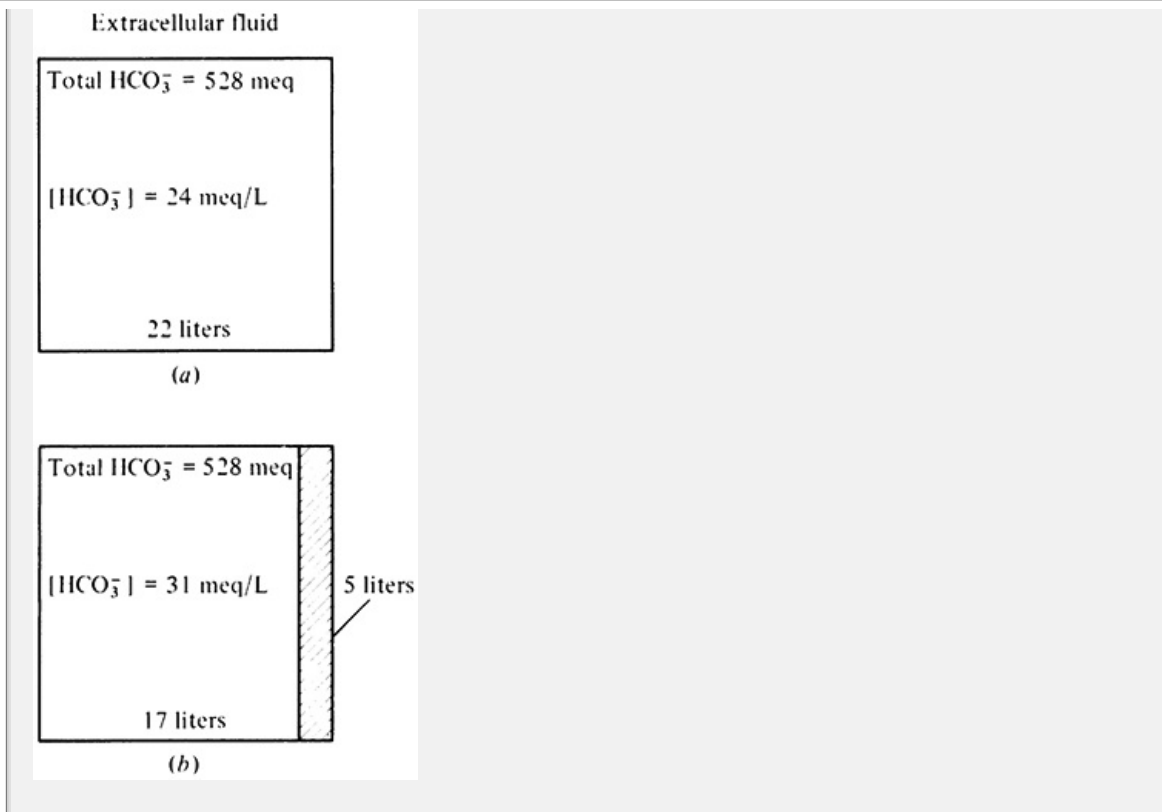 Extracellular fluid
Total HCO₃⁻ = 528 meq
[HCO₃⁻] = 24 meq/L
22 liters
(a)
Total HCO₃⁻ = 528 meq
[HCO₃⁻] = 31 meq/L
5 liters
17 liters
(b)